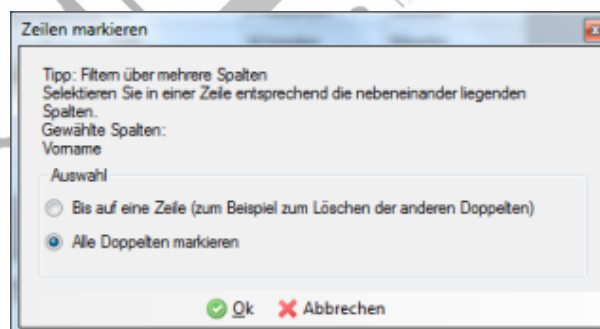 Zeilen markieren
Tipp: Filtern über mehrere Spalten
Selektieren Sie in einer Zeile entsprechend die nebeneinander liegenden
Spalten.
Gewählte Spalten:
Vorname
Auswahl
Bis auf eine Zeile (zum Beispiel zum Löschen der anderen Doppelten)
Alle Doppelten markieren
Ok Abbrechen